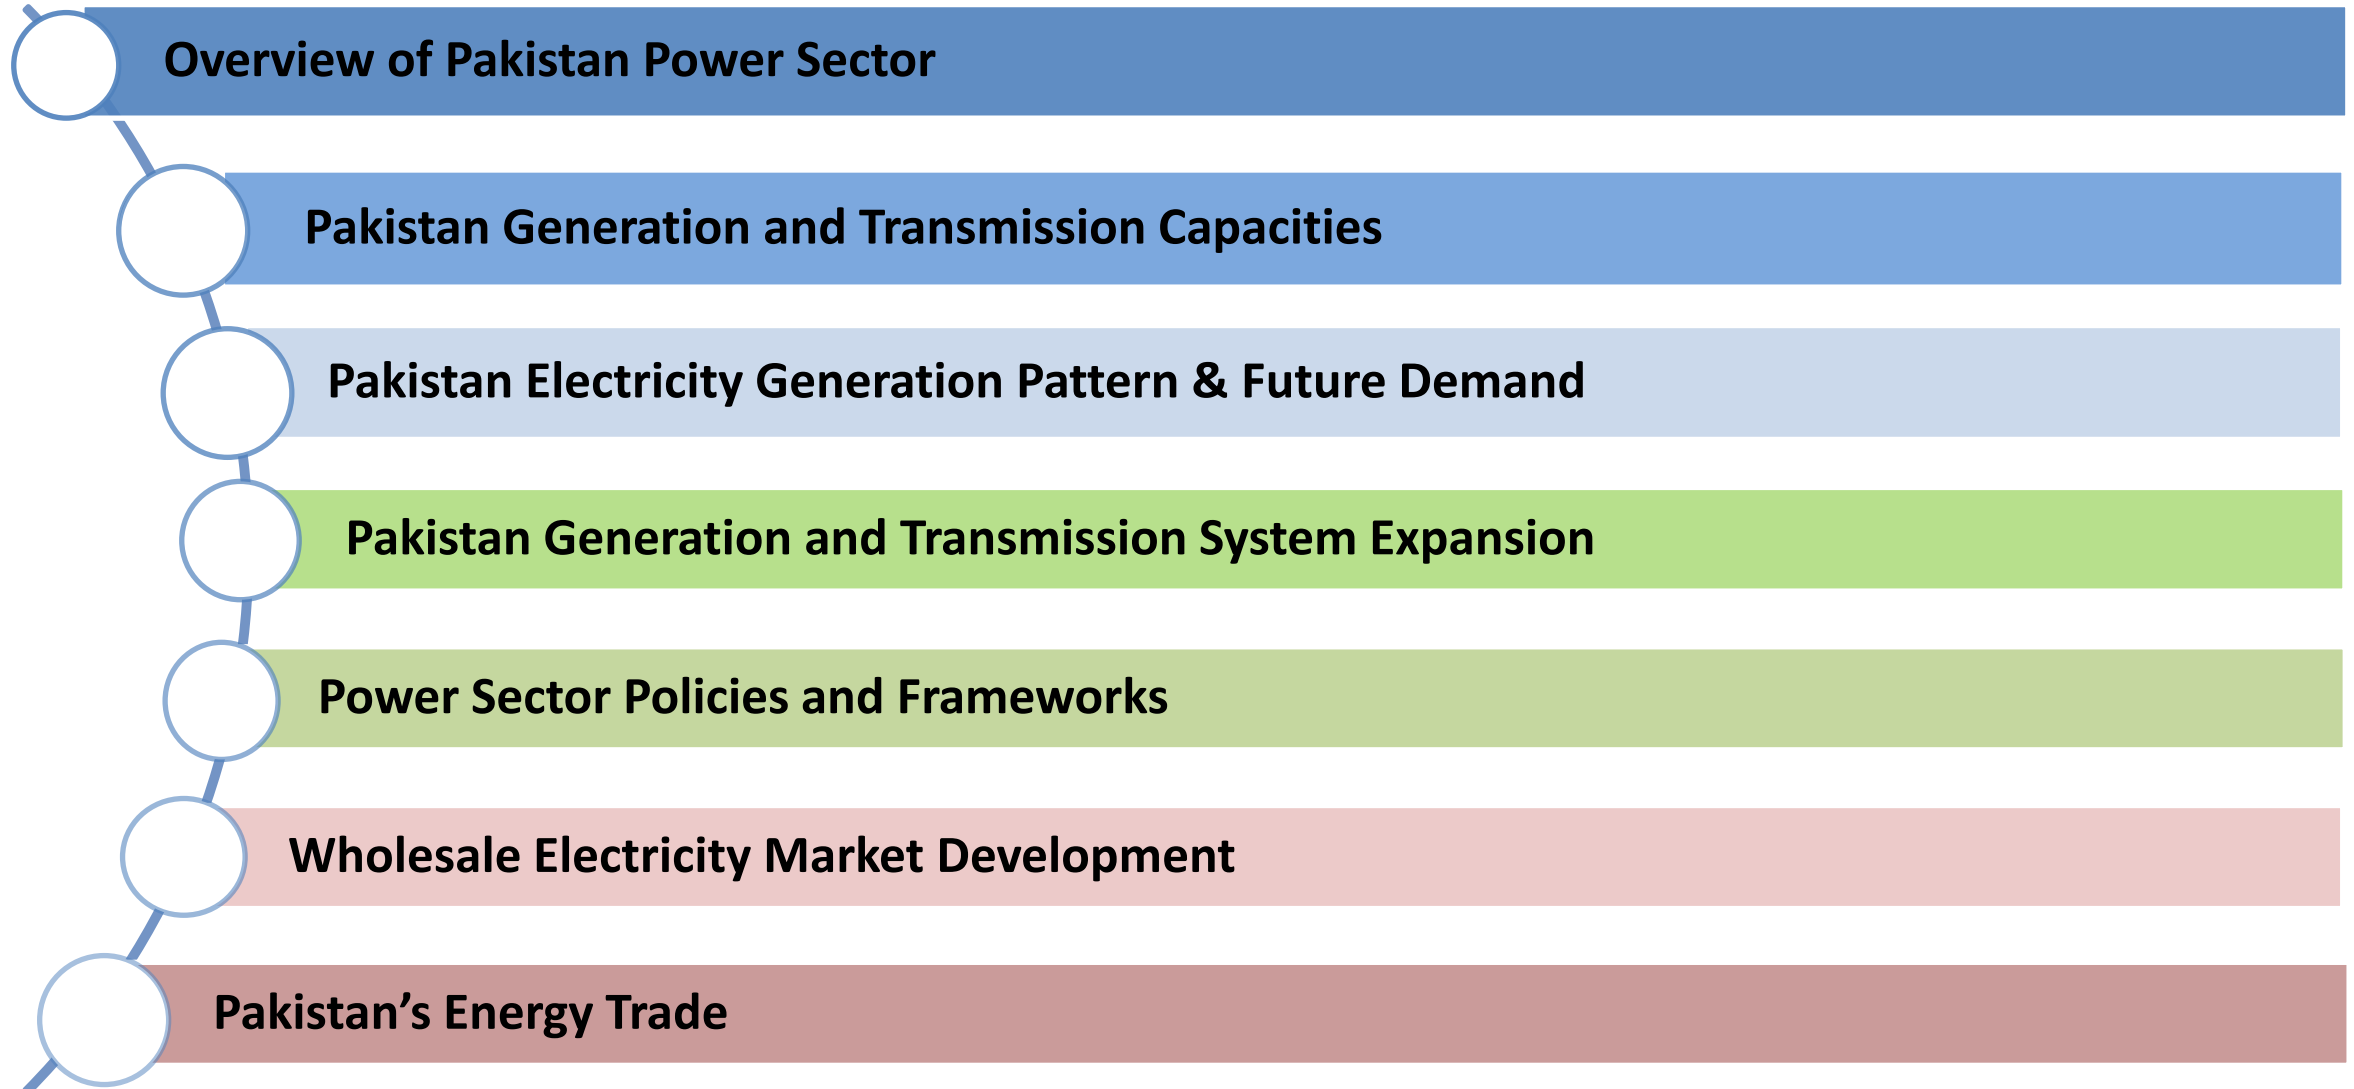 Overview of Pakistan Power Sector
Pakistan Generation and Transmission Capacities
Pakistan Electricity Generation Pattern & Future Demand
Pakistan Generation and Transmission System Expansion
Power Sector Policies and Frameworks
Wholesale Electricity Market Development
Pakistan’s Energy Trade